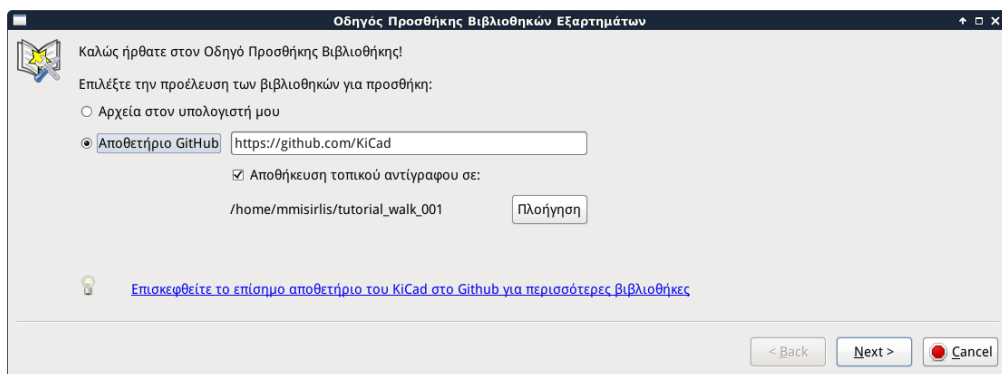 Οδηγός Προσθήκης Βιβλιοθηκών Εξαρτημάτων
Καλώς ήρθατε στον Οδηγό Προσθήκης Βιβλιοθήκης!
Επιλέξτε την προέλευση των βιβλιοθηκών για προσθήκη:
Αρχεία στον υπολογιστή μου
Αποθετήριο GitHub https://github.com/KiCad
Αποθήκευση τοπικού αντίγραφου σε:
/home/mmisirlis/tutorial_walk_001 Πλοήγηση
Επισκεφθείτε το επίσημο αποθετήριο του KiCad στο Github για περισσότερες βιβλιοθήκες
< Back Next > Cancel